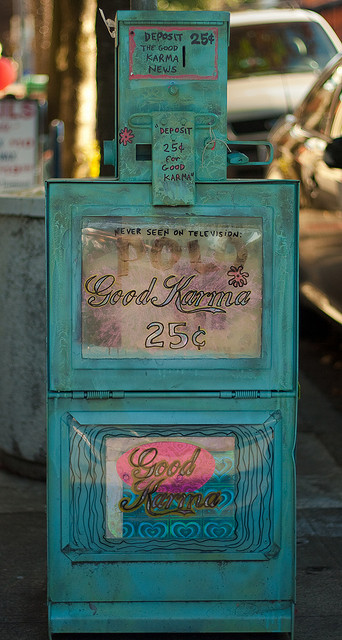 DEPOSIT 25¢
THE GOOD
KARMA
NEWS
"DEPOSIT
25¢
FOR
GOOD
KARMA"
NEVER SEEN ON TELEVISION:
Good Karma
25¢
Good
Karma